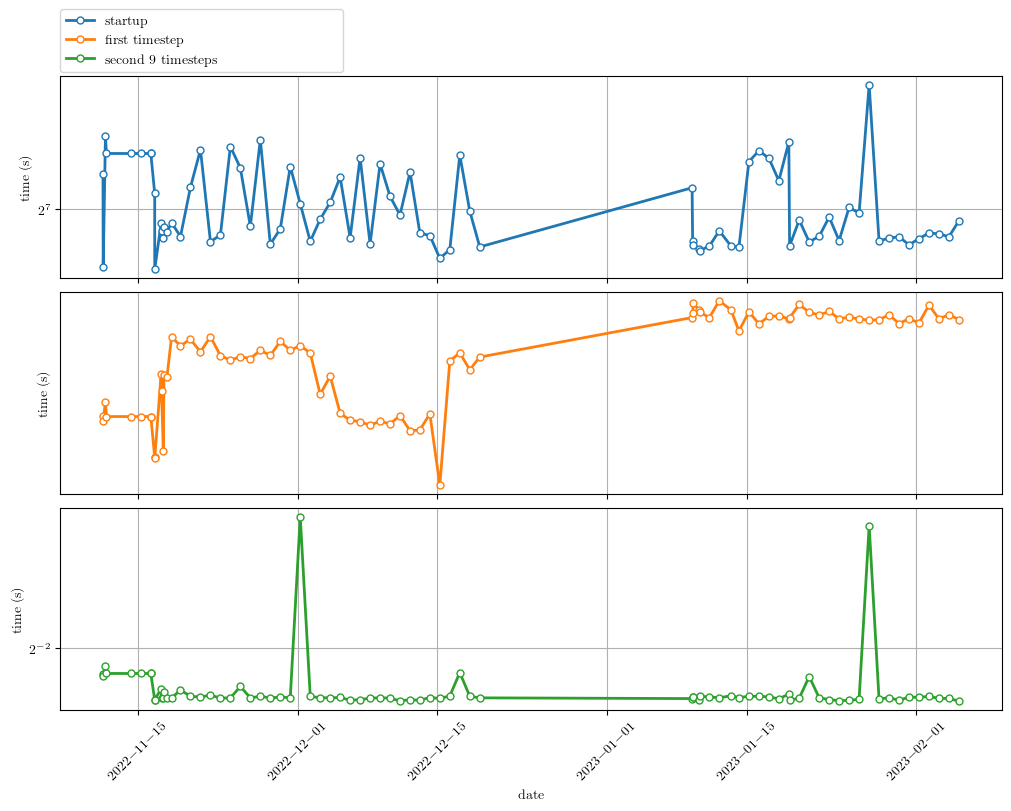 startup
first timestep
second 9 timesteps
time (s)
2^7
time (s)
time (s)
2^−2
2022−11−15
2022−12−01
2022−12−15
2023−01−01
2023−01−15
2023−02−01
date